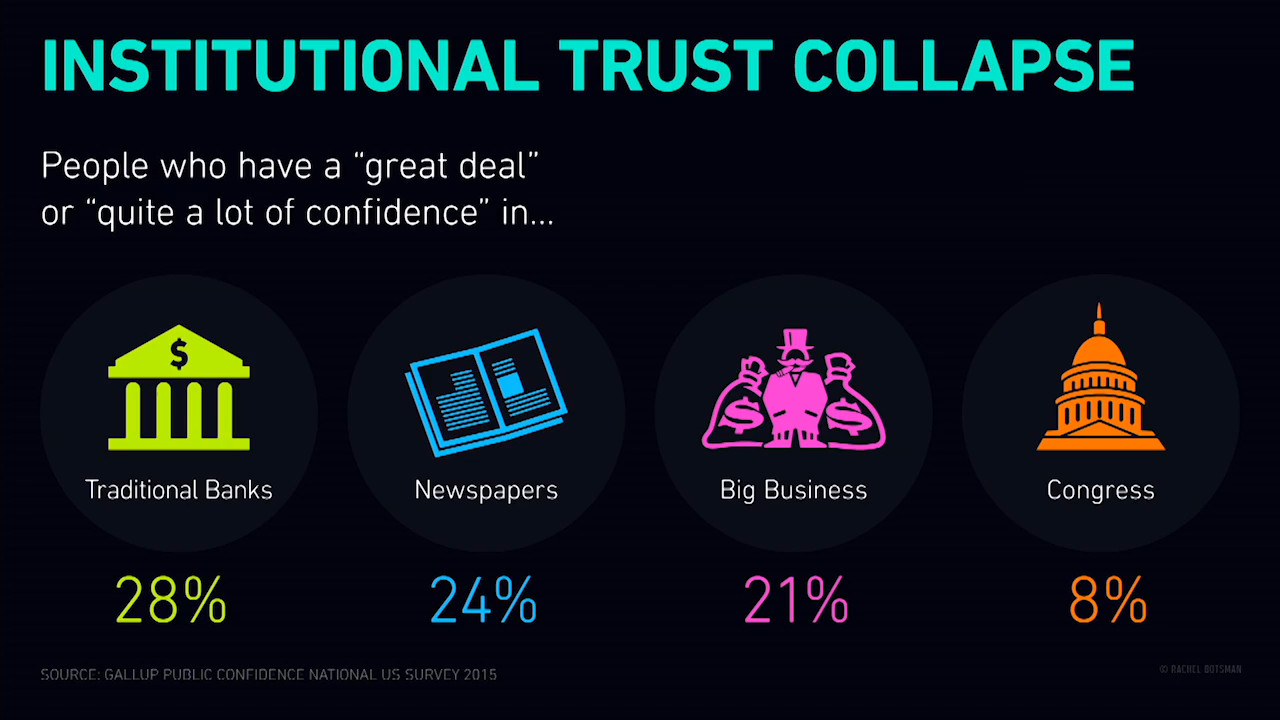 INSTITUTIONAL TRUST COLLAPSE
People who have a “great deal”
or “quite a lot of confidence” in...
$
$ $
Traditional Banks
Newspapers
Big Business
Congress
28%
24%
21%
8%
SOURCE: GALLUP PUBLIC CONFIDENCE NATIONAL US SURVEY 2015
© RACHEL BOTSMAN